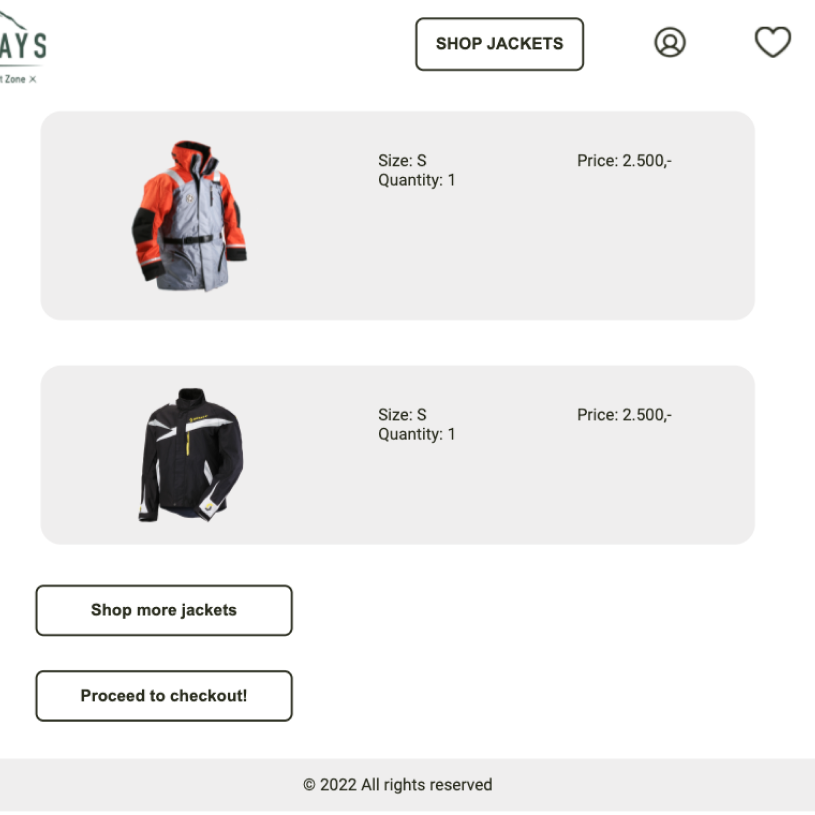 AYS
SHOP JACKETS
t Zone ×
Size: S
Price: 2.500,-
Quantity: 1
Size: S
Price: 2.500,-
Quantity: 1
Shop more jackets
Proceed to checkout!
© 2022 All rights reserved